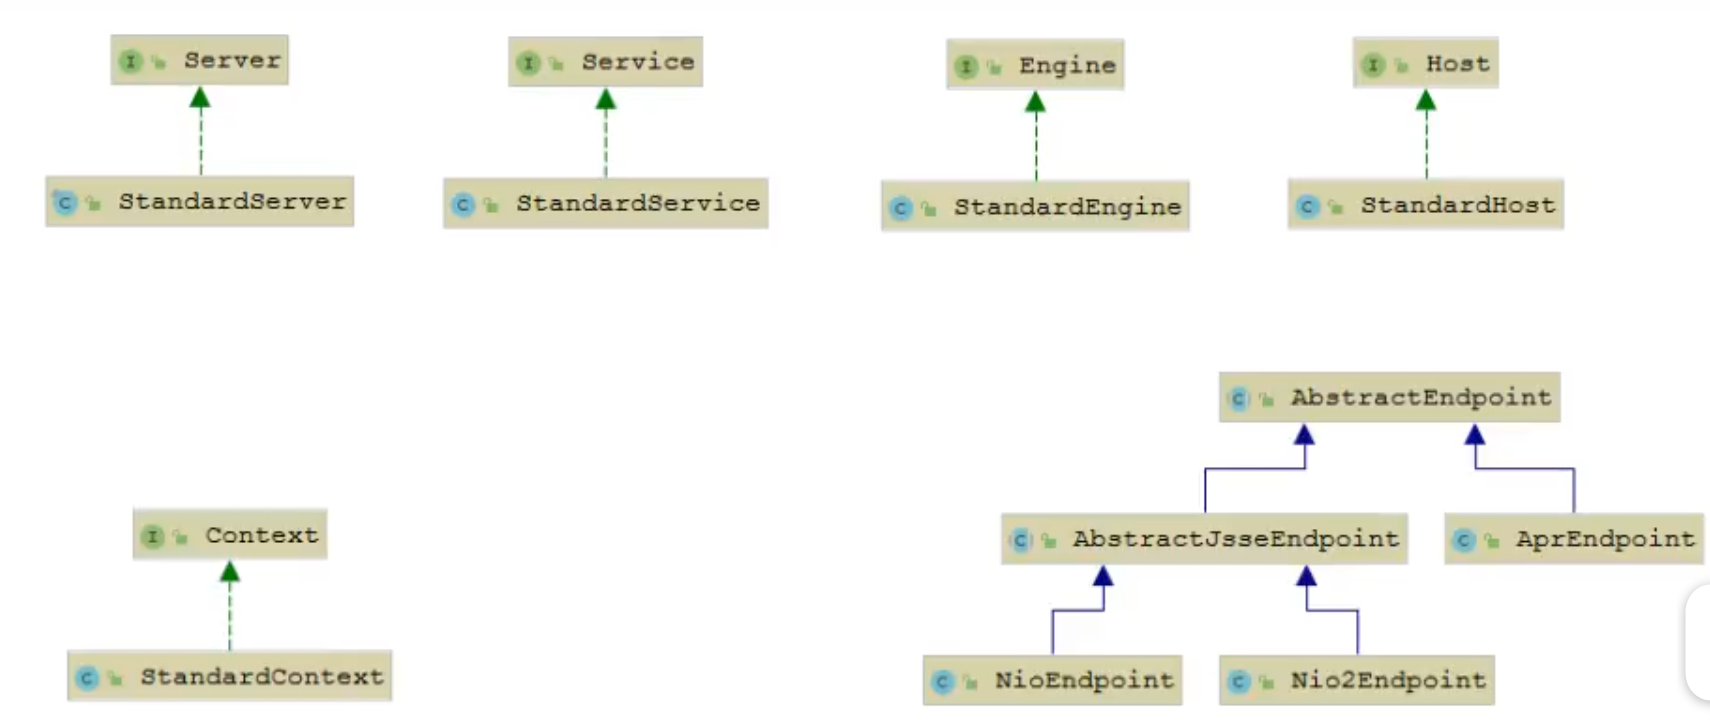 I Server
I Service
I Engine
I Host
C StandardServer
C StandardService
C StandardEngine
C StandardHost
C AbstractEndpoint
I Context
C AbstractJsseEndpoint
C AprEndpoint
C StandardContext
C NioEndpoint
C Nio2Endpoint